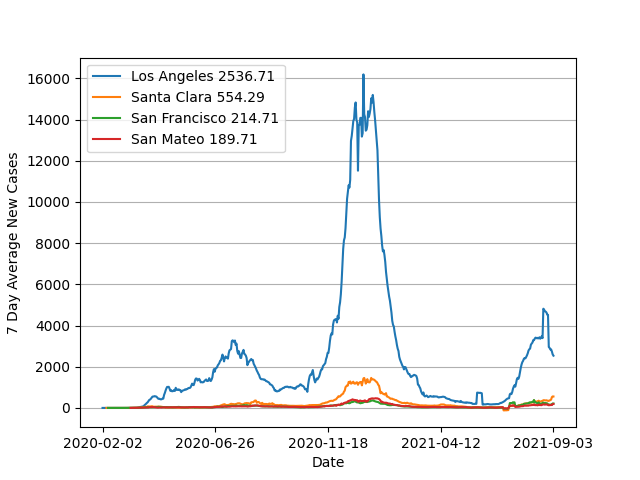 Los Angeles 2536.71
Santa Clara 554.29
San Francisco 214.71
San Mateo 189.71
16000
14000
12000
10000
8000
6000
4000
2000
0
7 Day Average New Cases
2020-02-02 2020-06-26 2020-11-18 2021-04-12 2021-09-03
Date